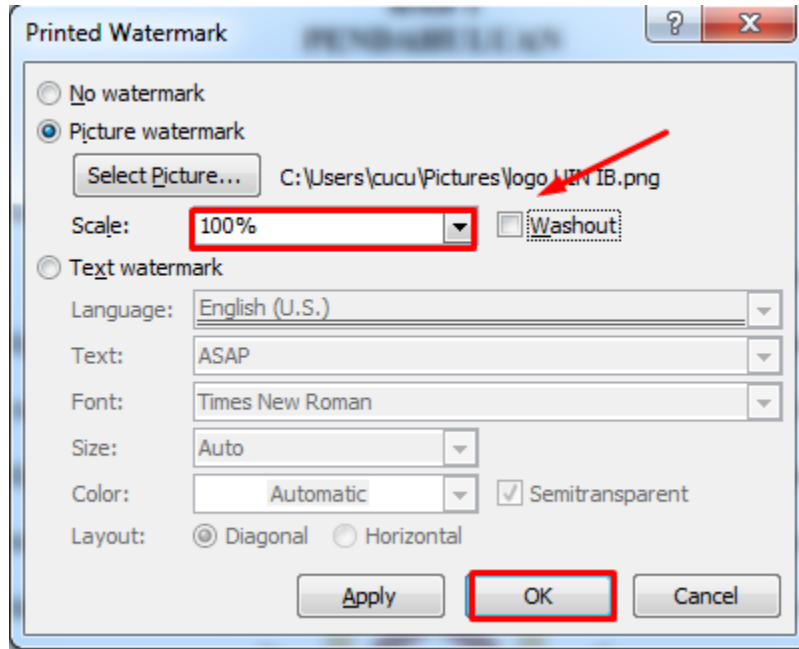 PENDAHULUAN
Printed Watermark
No watermark
Picture watermark
Select Picture... C:\Users\cucu\Pictures\logo UIN IB.png
Scale: 100% Washout
Text watermark
Language: English (U.S.)
Text: ASAP
Font: Times New Roman
Size: Auto
Color: Automatic Semitransparent
Layout: Diagonal Horizontal
Apply OK Cancel